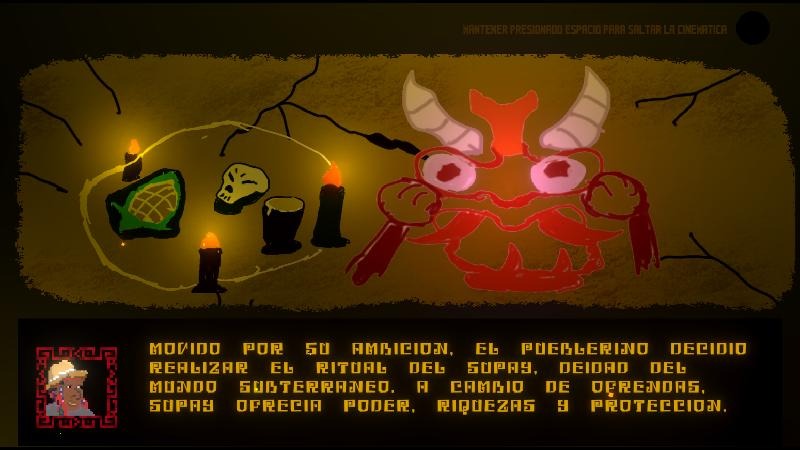 MANTENER PRESIONADO ESPACIO PARA SALTAR LA CINEMATICA
MOVIDO POR SU AMBICION, EL PUEBLERINO DECIDIO
REALIZAR EL RITUAL DEL SUPAY, DEIDAD DEL
MUNDO SUBTERRANEO. A CAMBIO DE OFRENDAS,
SUPAY OFRECIA PODER, RIQUEZAS Y PROTECCION.